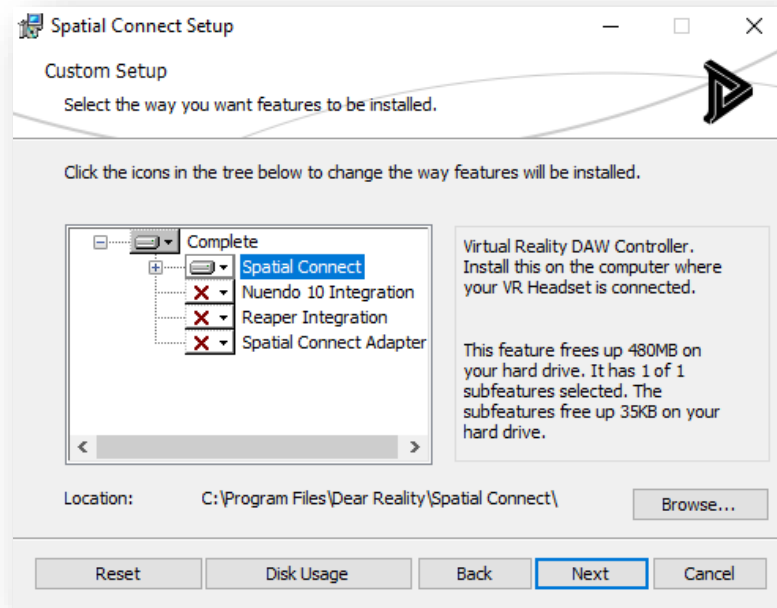 Spatial Connect Setup
Custom Setup
Select the way you want features to be installed.
Click the icons in the tree below to change the way features will be installed.
Complete
Spatial Connect
Nuendo 10 Integration
Reaper Integration
Spatial Connect Adapter
Virtual Reality DAW Controller.
Install this on the computer where
your VR Headset is connected.
This feature frees up 480MB on
your hard drive. It has 1 of 1
subfeatures selected. The
subfeatures free up 35KB on your
hard drive.
Location: C:\Program Files\Dear Reality\Spatial Connect\
Browse...
Reset Disk Usage Back Next Cancel